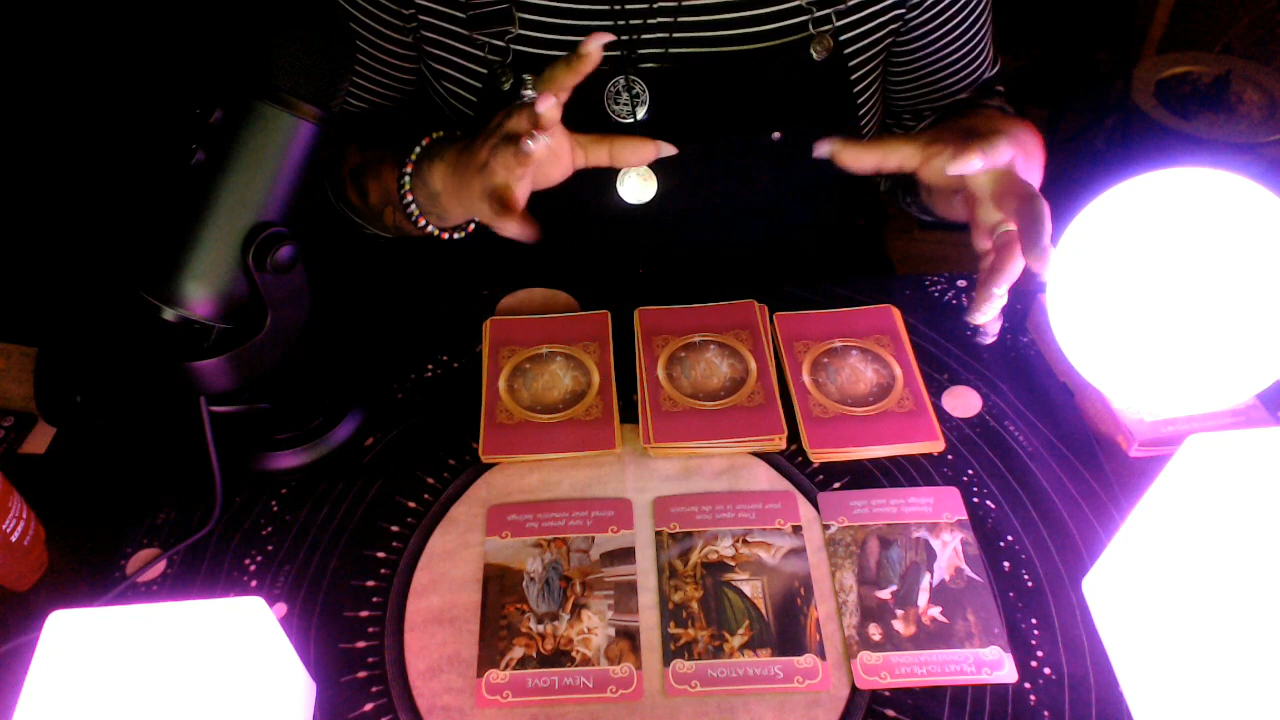 A new person has
stirred your romantic feelings
NEW LOVE
Time apart from
your partner is on the horizon
SEPARATION
Honestly discuss your
feelings with each other
HEART-TO-HEART
CONVERSATIONS